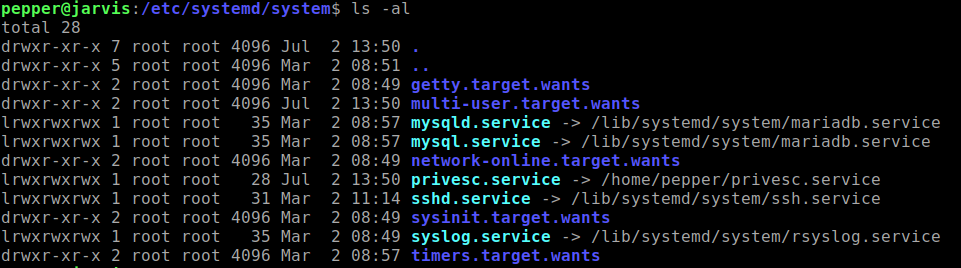 pepper@jarvis:/etc/systemd/system$ ls -al
total 28
drwxr-xr-x 7 root root 4096 Jul  2 13:50 .
drwxr-xr-x 5 root root 4096 Mar  2 08:51 ..
drwxr-xr-x 2 root root 4096 Mar  2 08:49 getty.target.wants
drwxr-xr-x 2 root root 4096 Jul  2 13:50 multi-user.target.wants
lrwxrwxrwx 1 root root   35 Mar  2 08:57 mysqld.service -> /lib/systemd/system/mariadb.service
lrwxrwxrwx 1 root root   35 Mar  2 08:57 mysql.service -> /lib/systemd/system/mariadb.service
drwxr-xr-x 2 root root 4096 Mar  2 08:49 network-online.target.wants
lrwxrwxrwx 1 root root   28 Jul  2 13:50 privesc.service -> /home/pepper/privesc.service
lrwxrwxrwx 1 root root   31 Mar  2 11:14 sshd.service -> /lib/systemd/system/ssh.service
drwxr-xr-x 2 root root 4096 Mar  2 08:49 sysinit.target.wants
lrwxrwxrwx 1 root root   35 Mar  2 08:49 syslog.service -> /lib/systemd/system/rsyslog.service
drwxr-xr-x 2 root root 4096 Mar  2 08:57 timers.target.wants